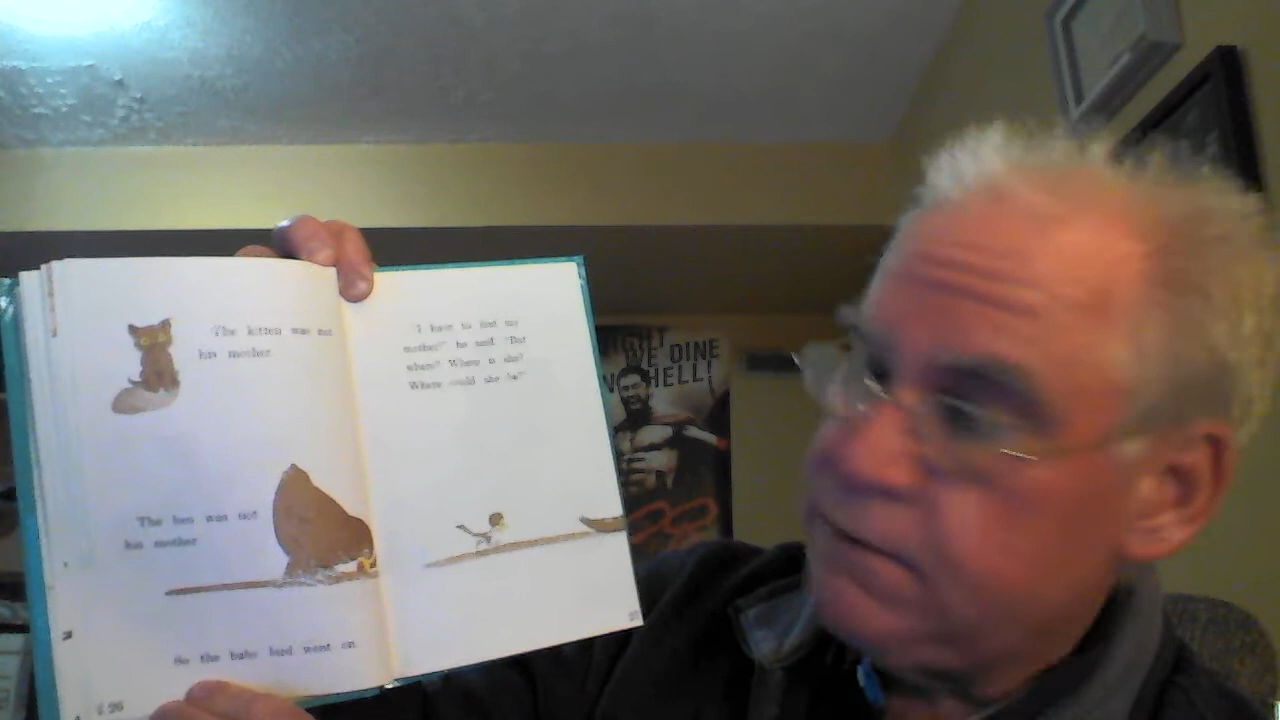 The kitten was not
his mother.
The hen was not
his mother.
So the baby bird went on.
26
"I have to find my
mother!" he said. "But
where? Where is she?
Where could she be?"
WE DINE
HELL!